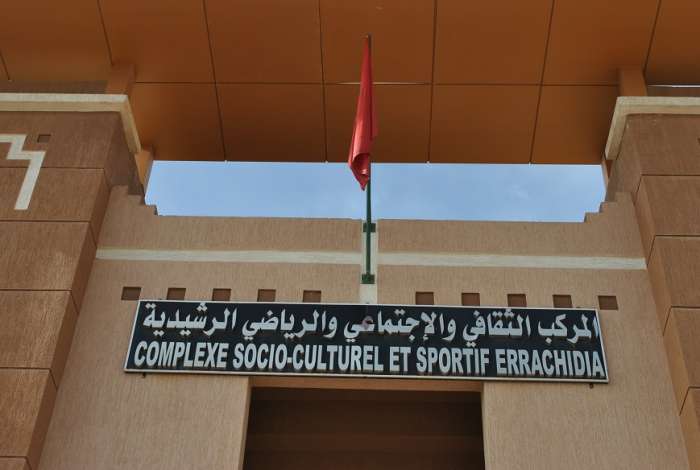 المركب الثقافي والإجتماعي والرياضي الرشيدية
COMPLEXE SOCIO-CULTUREL ET SPORTIF ERRACHIDIA